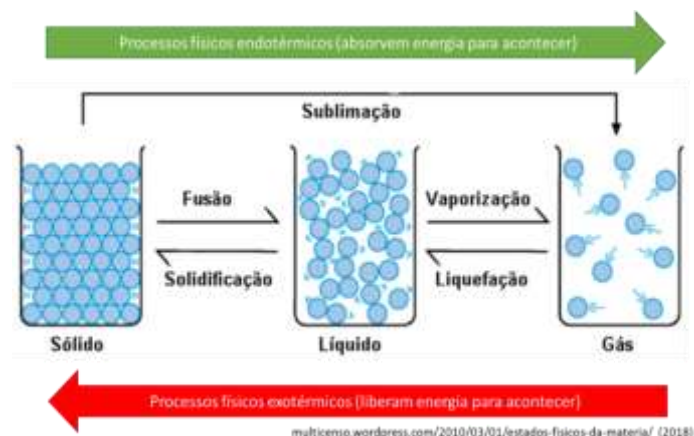 Processos físicos endotérmicos (absorvem energia para acontecer)
Sublimação
Fusão
Vaporização
Solidificação
Liquefação
Sólido
Líquido
Gás
Processos físicos exotérmicos (liberam energia para acontecer)
multicenso.wordpress.com/2010/03/01/estados-fisicos-da-materia/ (2018)